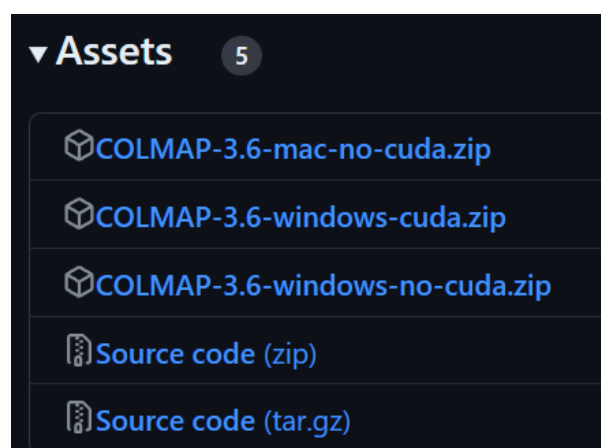 Assets 5
COLMAP-3.6-mac-no-cuda.zip
COLMAP-3.6-windows-cuda.zip
COLMAP-3.6-windows-no-cuda.zip
Source code (zip)
Source code (tar.gz)